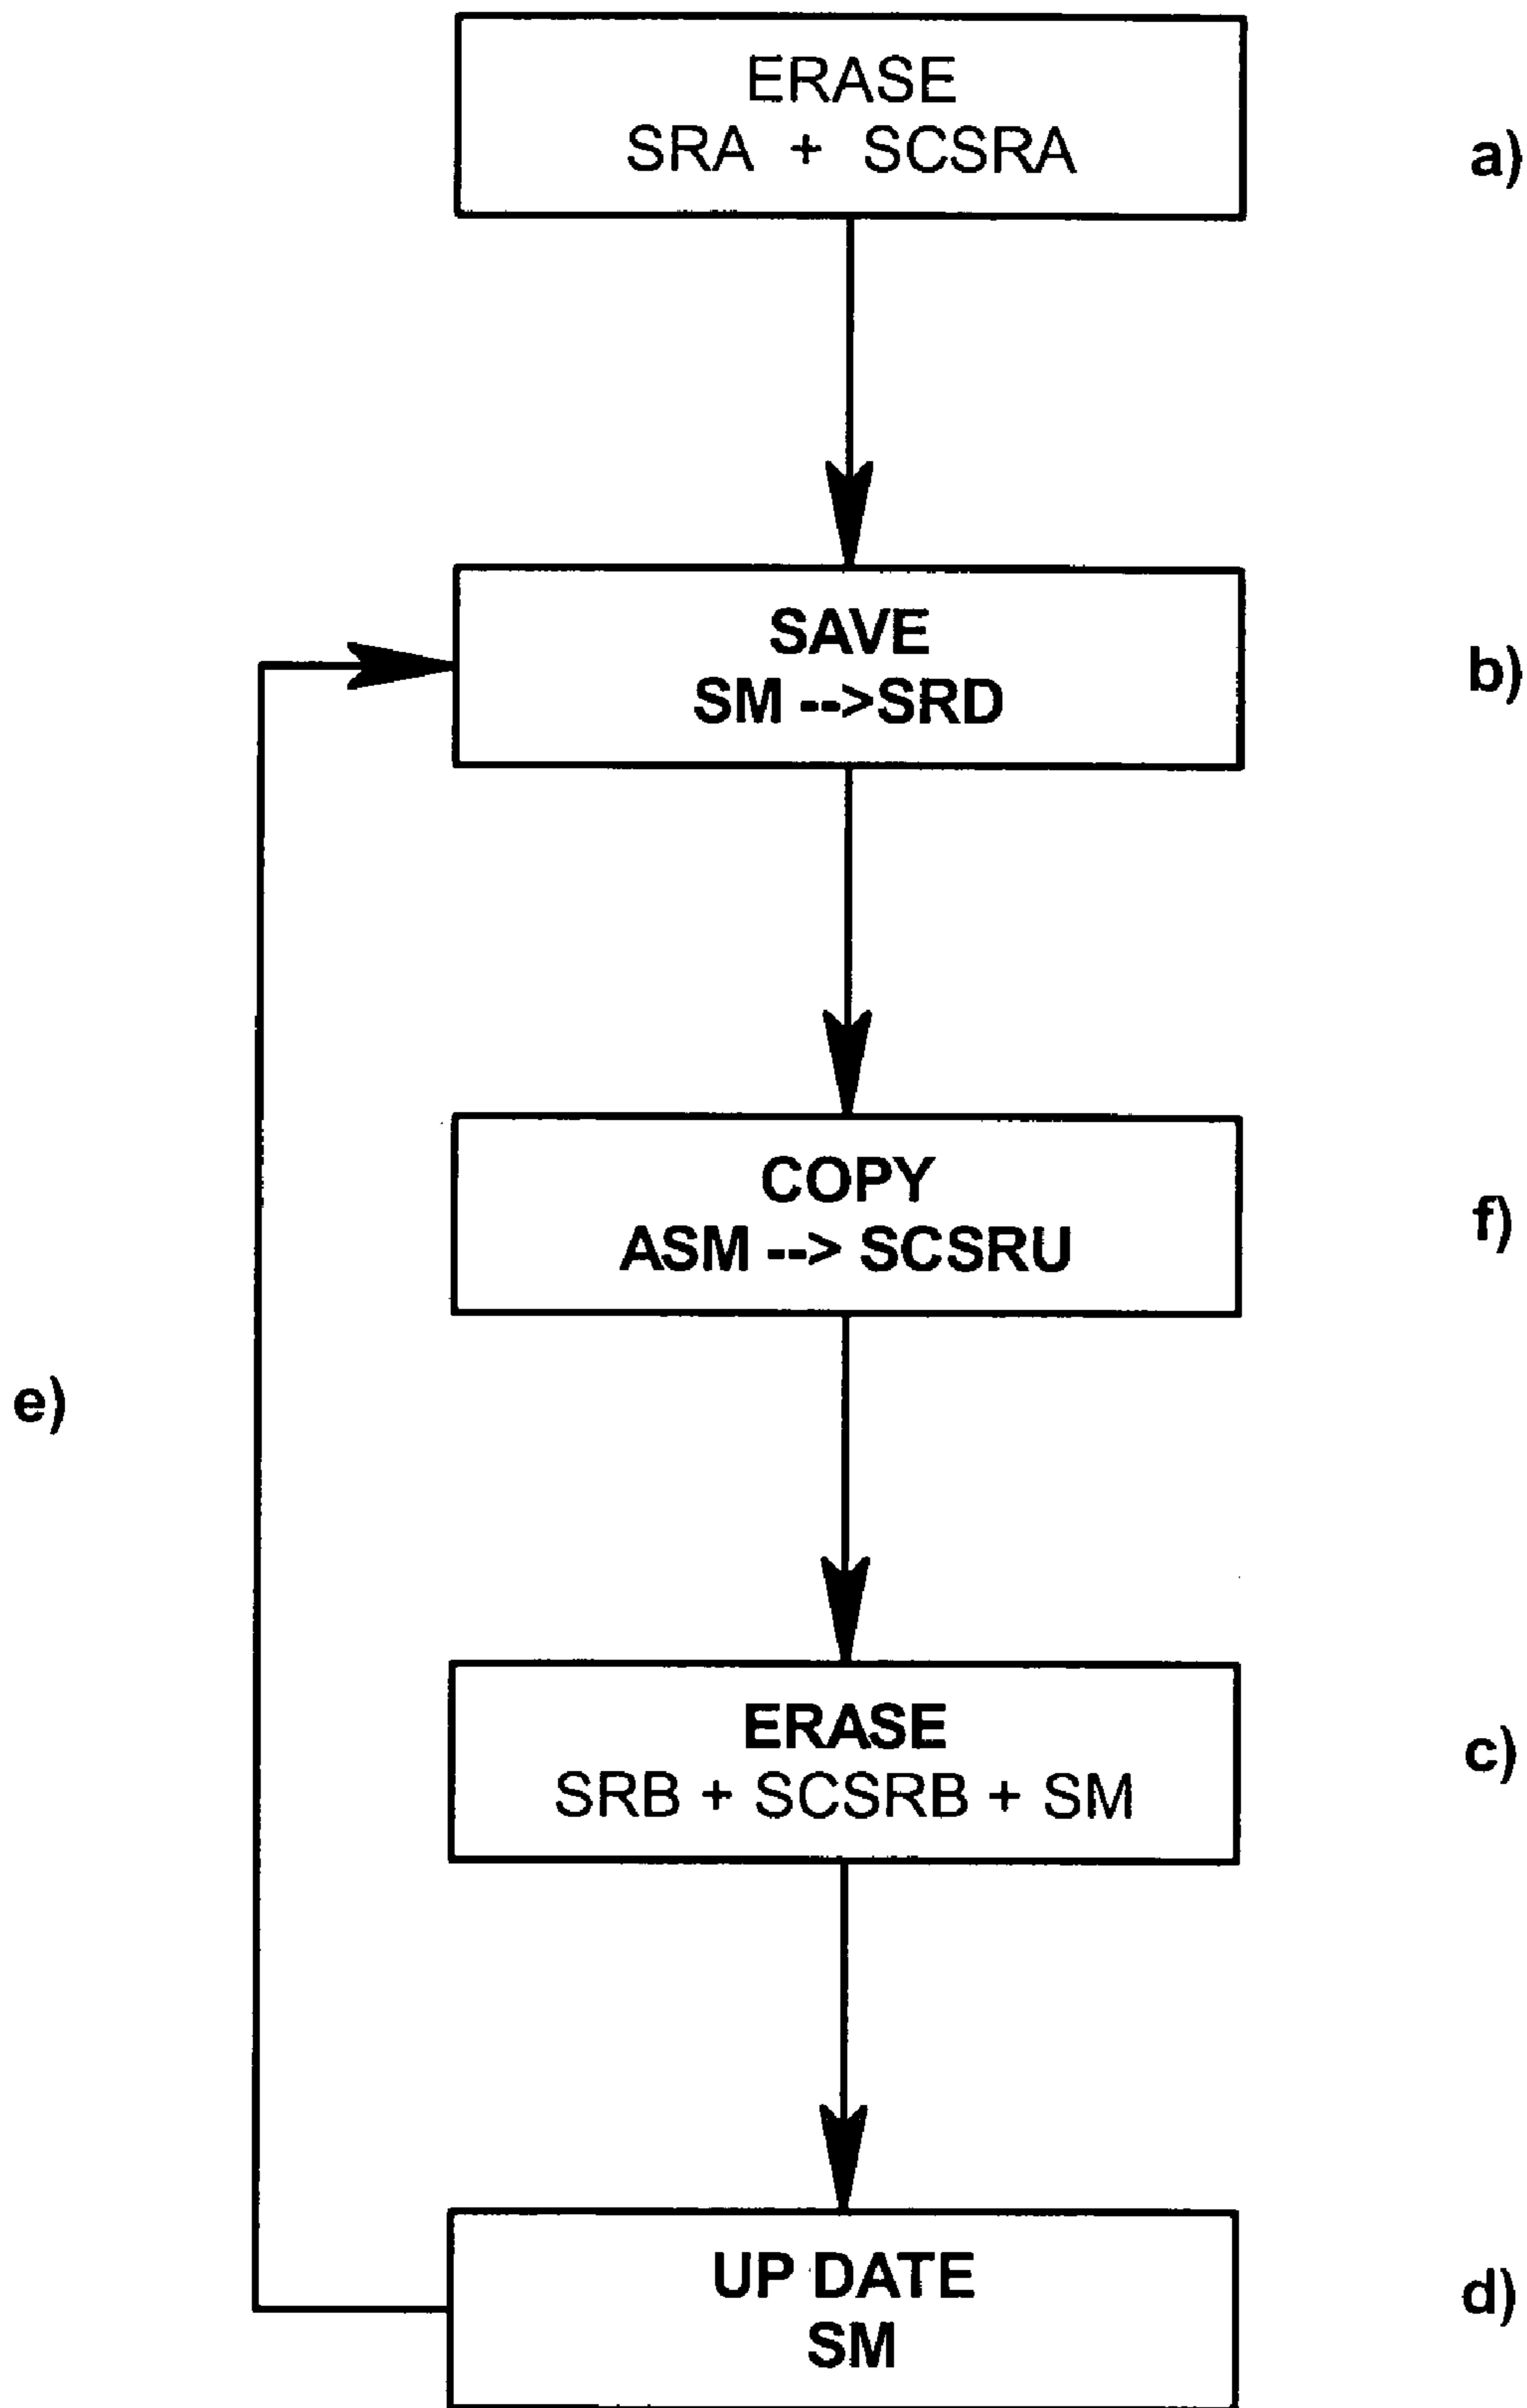 ERASE
SRA + SCSRA
a)
SAVE
SM -->SRD
b)
COPY
ASM --> SCSRU
f)
e)
ERASE
SRB + SCSRB + SM
c)
UP DATE
SM
d)